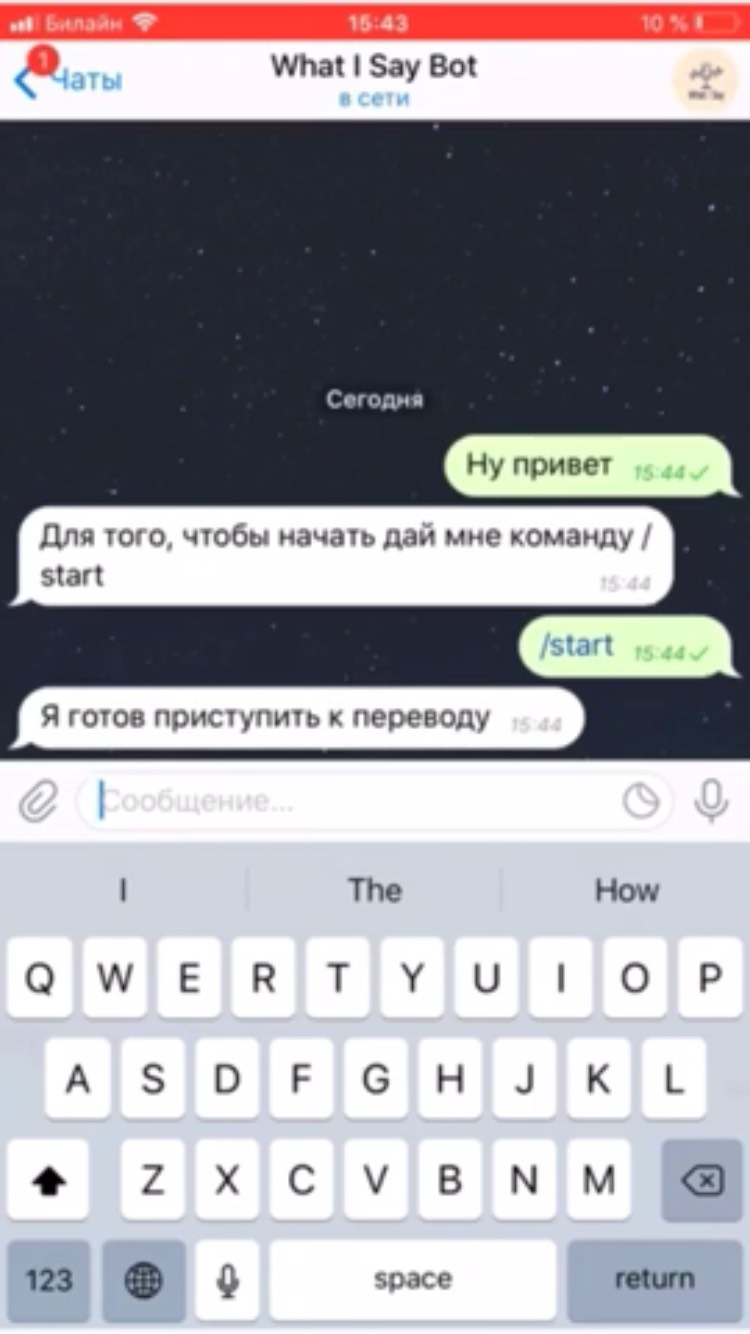 Билайн 15:43 10 %
1
Чаты
What I Say Bot
в сети
Сегодня
Ну привет 15:44
Для того, чтобы начать дай мне команду /
start 15:44
/start 15:44
Я готов приступить к переводу 15:44
Сообщение...
I The How
Q W E R T Y U I O P
A S D F G H J K L
Z X C V B N M
123 space return